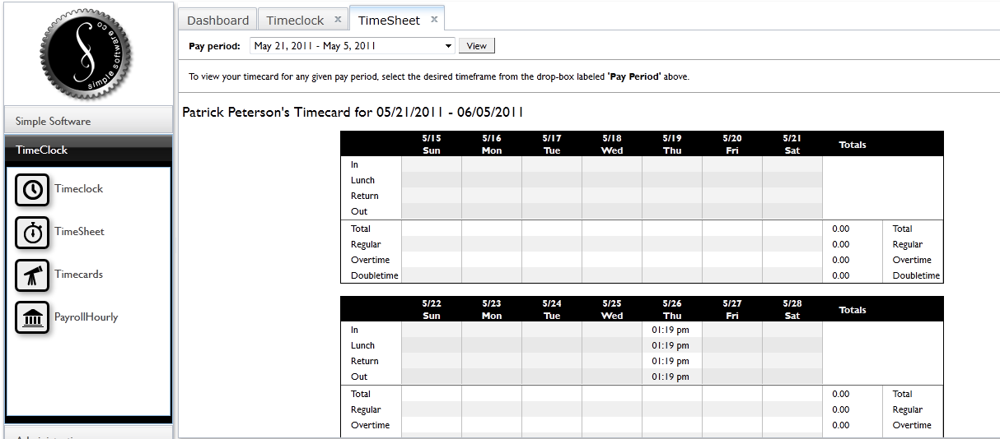 simple software co
Dashboard Timeclock x TimeSheet x
Pay period: May 21, 2011 - May 5, 2011 View
To view your timecard for any given pay period, select the desired timeframe from the drop-box labeled 'Pay Period' above.
Simple Software
TimeClock
Timeclock
TimeSheet
Timecards
PayrollHourly
Patrick Peterson's Timecard for 05/21/2011 - 06/05/2011
5/15 5/16 5/17 5/18 5/19 5/20 5/21 Totals
Sun Mon Tue Wed Thu Fri Sat
In
Lunch
Return
Out
Total 0.00 Total
Regular 0.00 Regular
Overtime 0.00 Overtime
Doubletime 0.00 Doubletime
5/22 5/23 5/24 5/25 5/26 5/27 5/28 Totals
Sun Mon Tue Wed Thu Fri Sat
In 01:19 pm
Lunch 01:19 pm
Return 01:19 pm
Out 01:19 pm
Total 0.00 Total
Regular 0.00 Regular
Overtime 0.00 Overtime